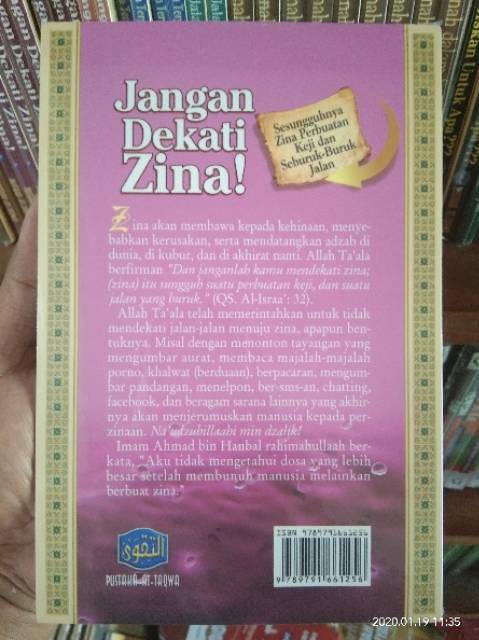 Jangan
Dekati
Zina!
Sesungguhnya
Zina Perbuatan
Keji dan
Seburuk-Buruk
Jalan
Zina akan membawa kepada kehinaan, menye-
babkan kerusakan, serta mendatangkan adzab di
dunia, di kubur, dan di akhirat nanti. Allah Ta'ala
berfirman "Dan janganlah kamu mendekati zina;
(zina) itu sungguh suatu perbuatan keji, dan suatu
jalan yang buruk." (QS. Al-Israa': 32).
Allah Ta'ala telah memerintahkan untuk tidak
mendekati jalan-jalan menuju zina, apapun ben-
tuknya. Misal dengan menonton tayangan yang
mengumbar aurat, membaca majalah-majalah
porno, khalwat (berduaan), berpacaran, mengum-
bar pandangan, menelpon, ber-sms-an, chatting,
facebook, dan beragam sarana lainnya yang akhir-
nya akan menjerumuskan manusia kepada per-
zinaan. Na'udzubillaahi min dzalik!
Imam Ahmad bin Hanbal rahimahullaah ber-
kata, "Aku tidak mengetahui dosa yang lebih
besar setelah membunuh manusia melainkan
berbuat zina."
التقوى
PUSTAKA AT-TAQWA
ISBN 9789791661256
9 789791 661256
2020.01.19 11:35